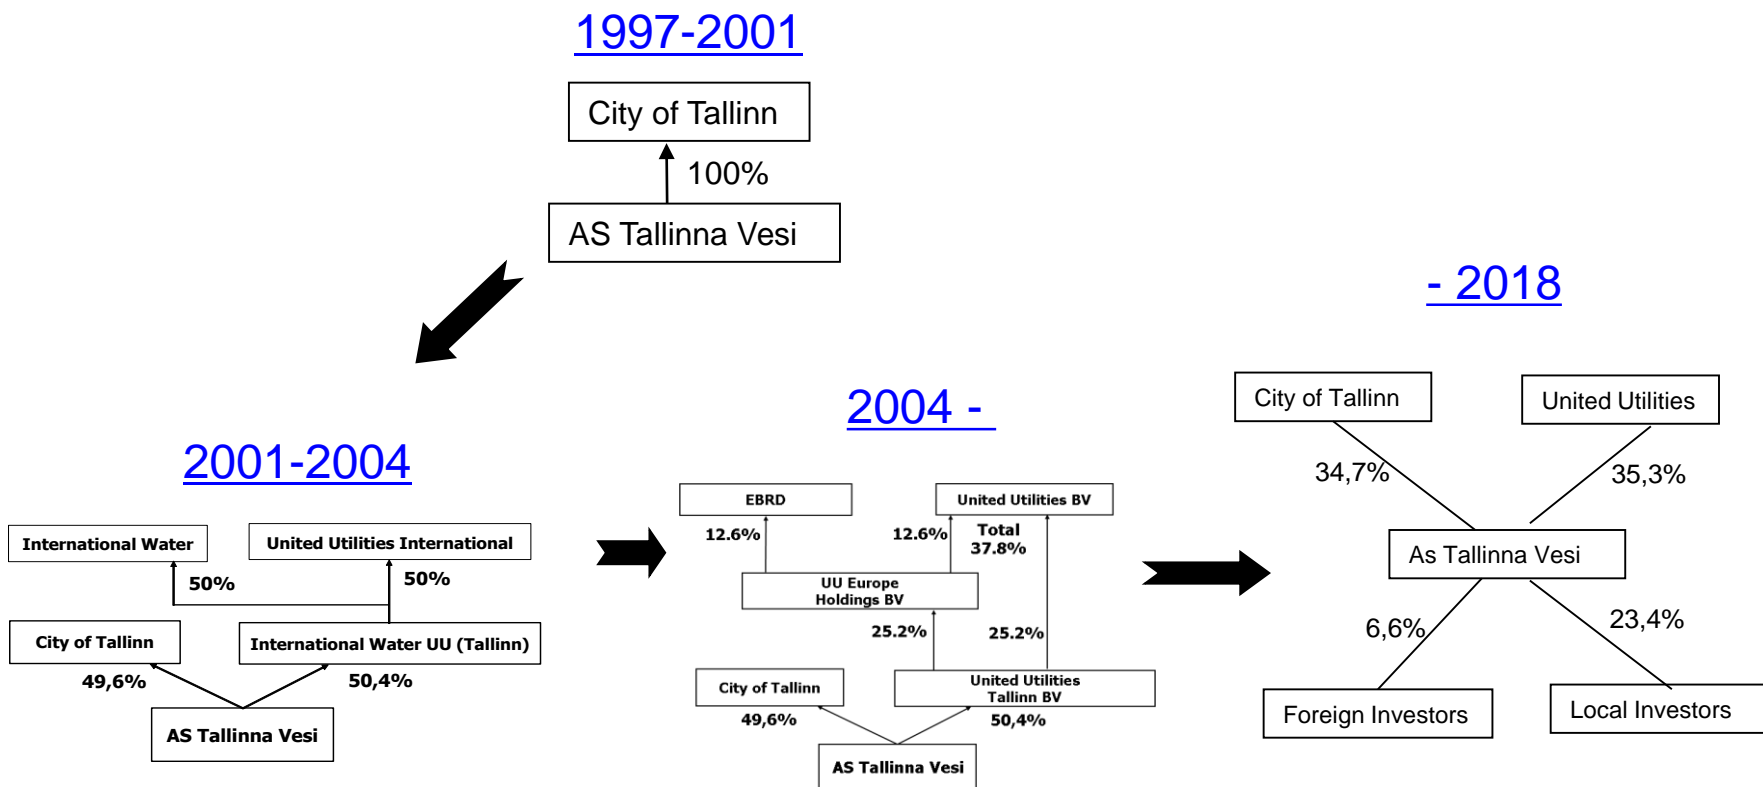 1997-2001
City of Tallinn
100%
AS Tallinna Vesi
2001-2004
International Water
United Utilities International
50%
50%
City of Tallinn
International Water UU (Tallinn)
49,6%
50,4%
AS Tallinna Vesi
2004 -
EBRD
United Utilities BV
12.6%
12.6%
Total
37.8%
UU Europe
Holdings BV
25.2%
25.2%
City of Tallinn
United Utilities
Tallinn BV
49,6%
50,4%
AS Tallinna Vesi
- 2018
City of Tallinn
United Utilities
34,7%
35,3%
As Tallinna Vesi
6,6%
23,4%
Foreign Investors
Local Investors